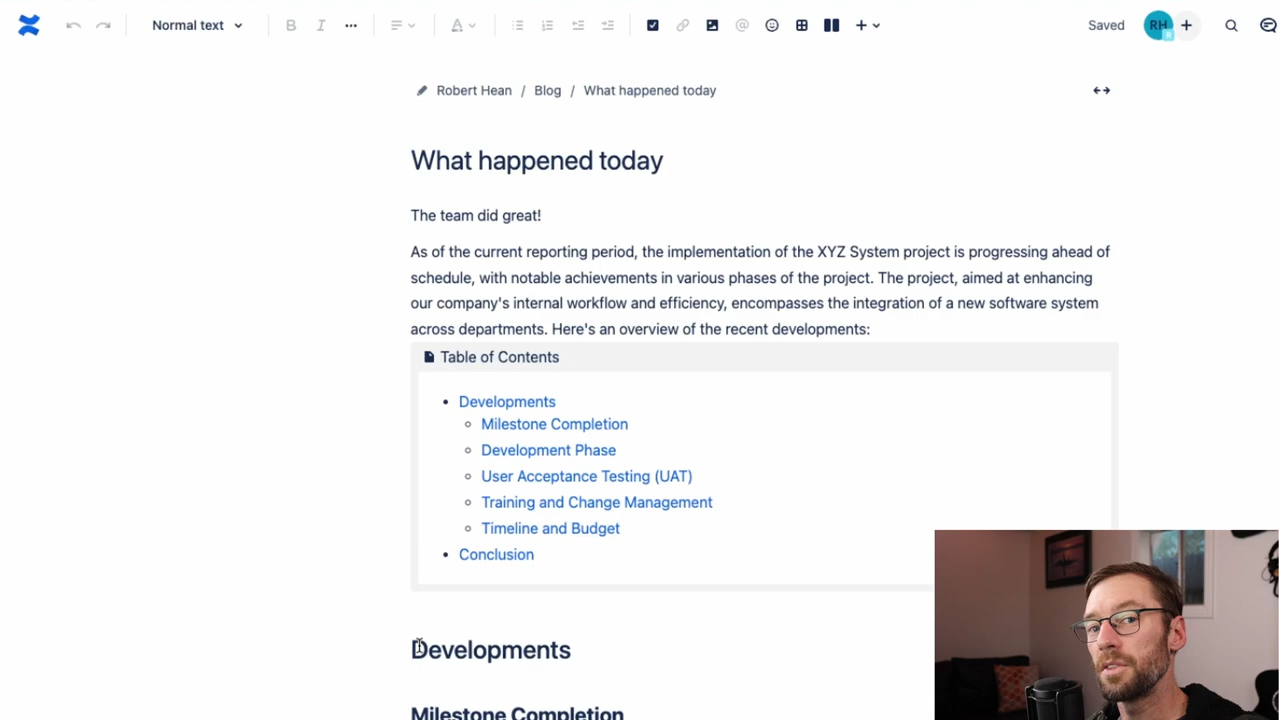 Normal text
B I
A
@
Saved
RH
R
Robert Hean / Blog / What happened today
What happened today
The team did great!
As of the current reporting period, the implementation of the XYZ System project is progressing ahead of
schedule, with notable achievements in various phases of the project. The project, aimed at enhancing
our company's internal workflow and efficiency, encompasses the integration of a new software system
across departments. Here's an overview of the recent developments:
Table of Contents
Developments
Milestone Completion
Development Phase
User Acceptance Testing (UAT)
Training and Change Management
Timeline and Budget
Conclusion
Developments
Milestone Completion